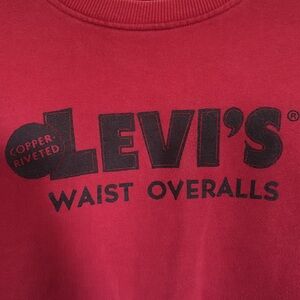 COPPER-
RIVETED
LEVI'S®
WAIST OVERALLS